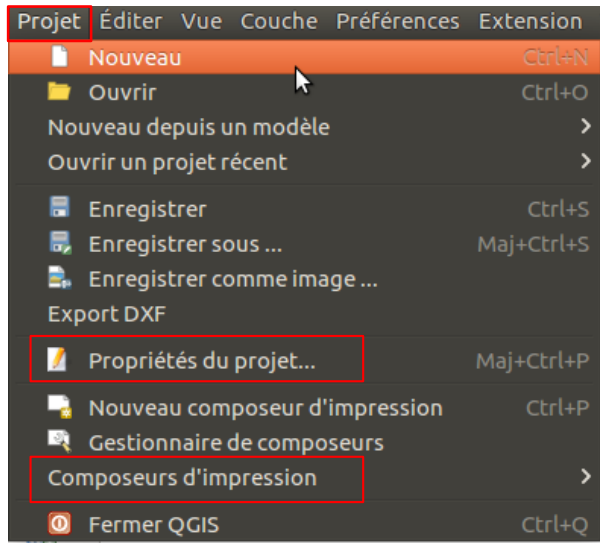 Projet Éditer Vue Couche Préférences Extension
Nouveau Ctrl+N
Ouvrir Ctrl+O
Nouveau depuis un modèle
Ouvrir un projet récent
Enregistrer Ctrl+S
Enregistrer sous ... Maj+Ctrl+S
Enregistrer comme image ...
Export DXF
Propriétés du projet... Maj+Ctrl+P
Nouveau composeur d'impression Ctrl+P
Gestionnaire de composeurs
Composeurs d'impression
Fermer QGIS Ctrl+Q